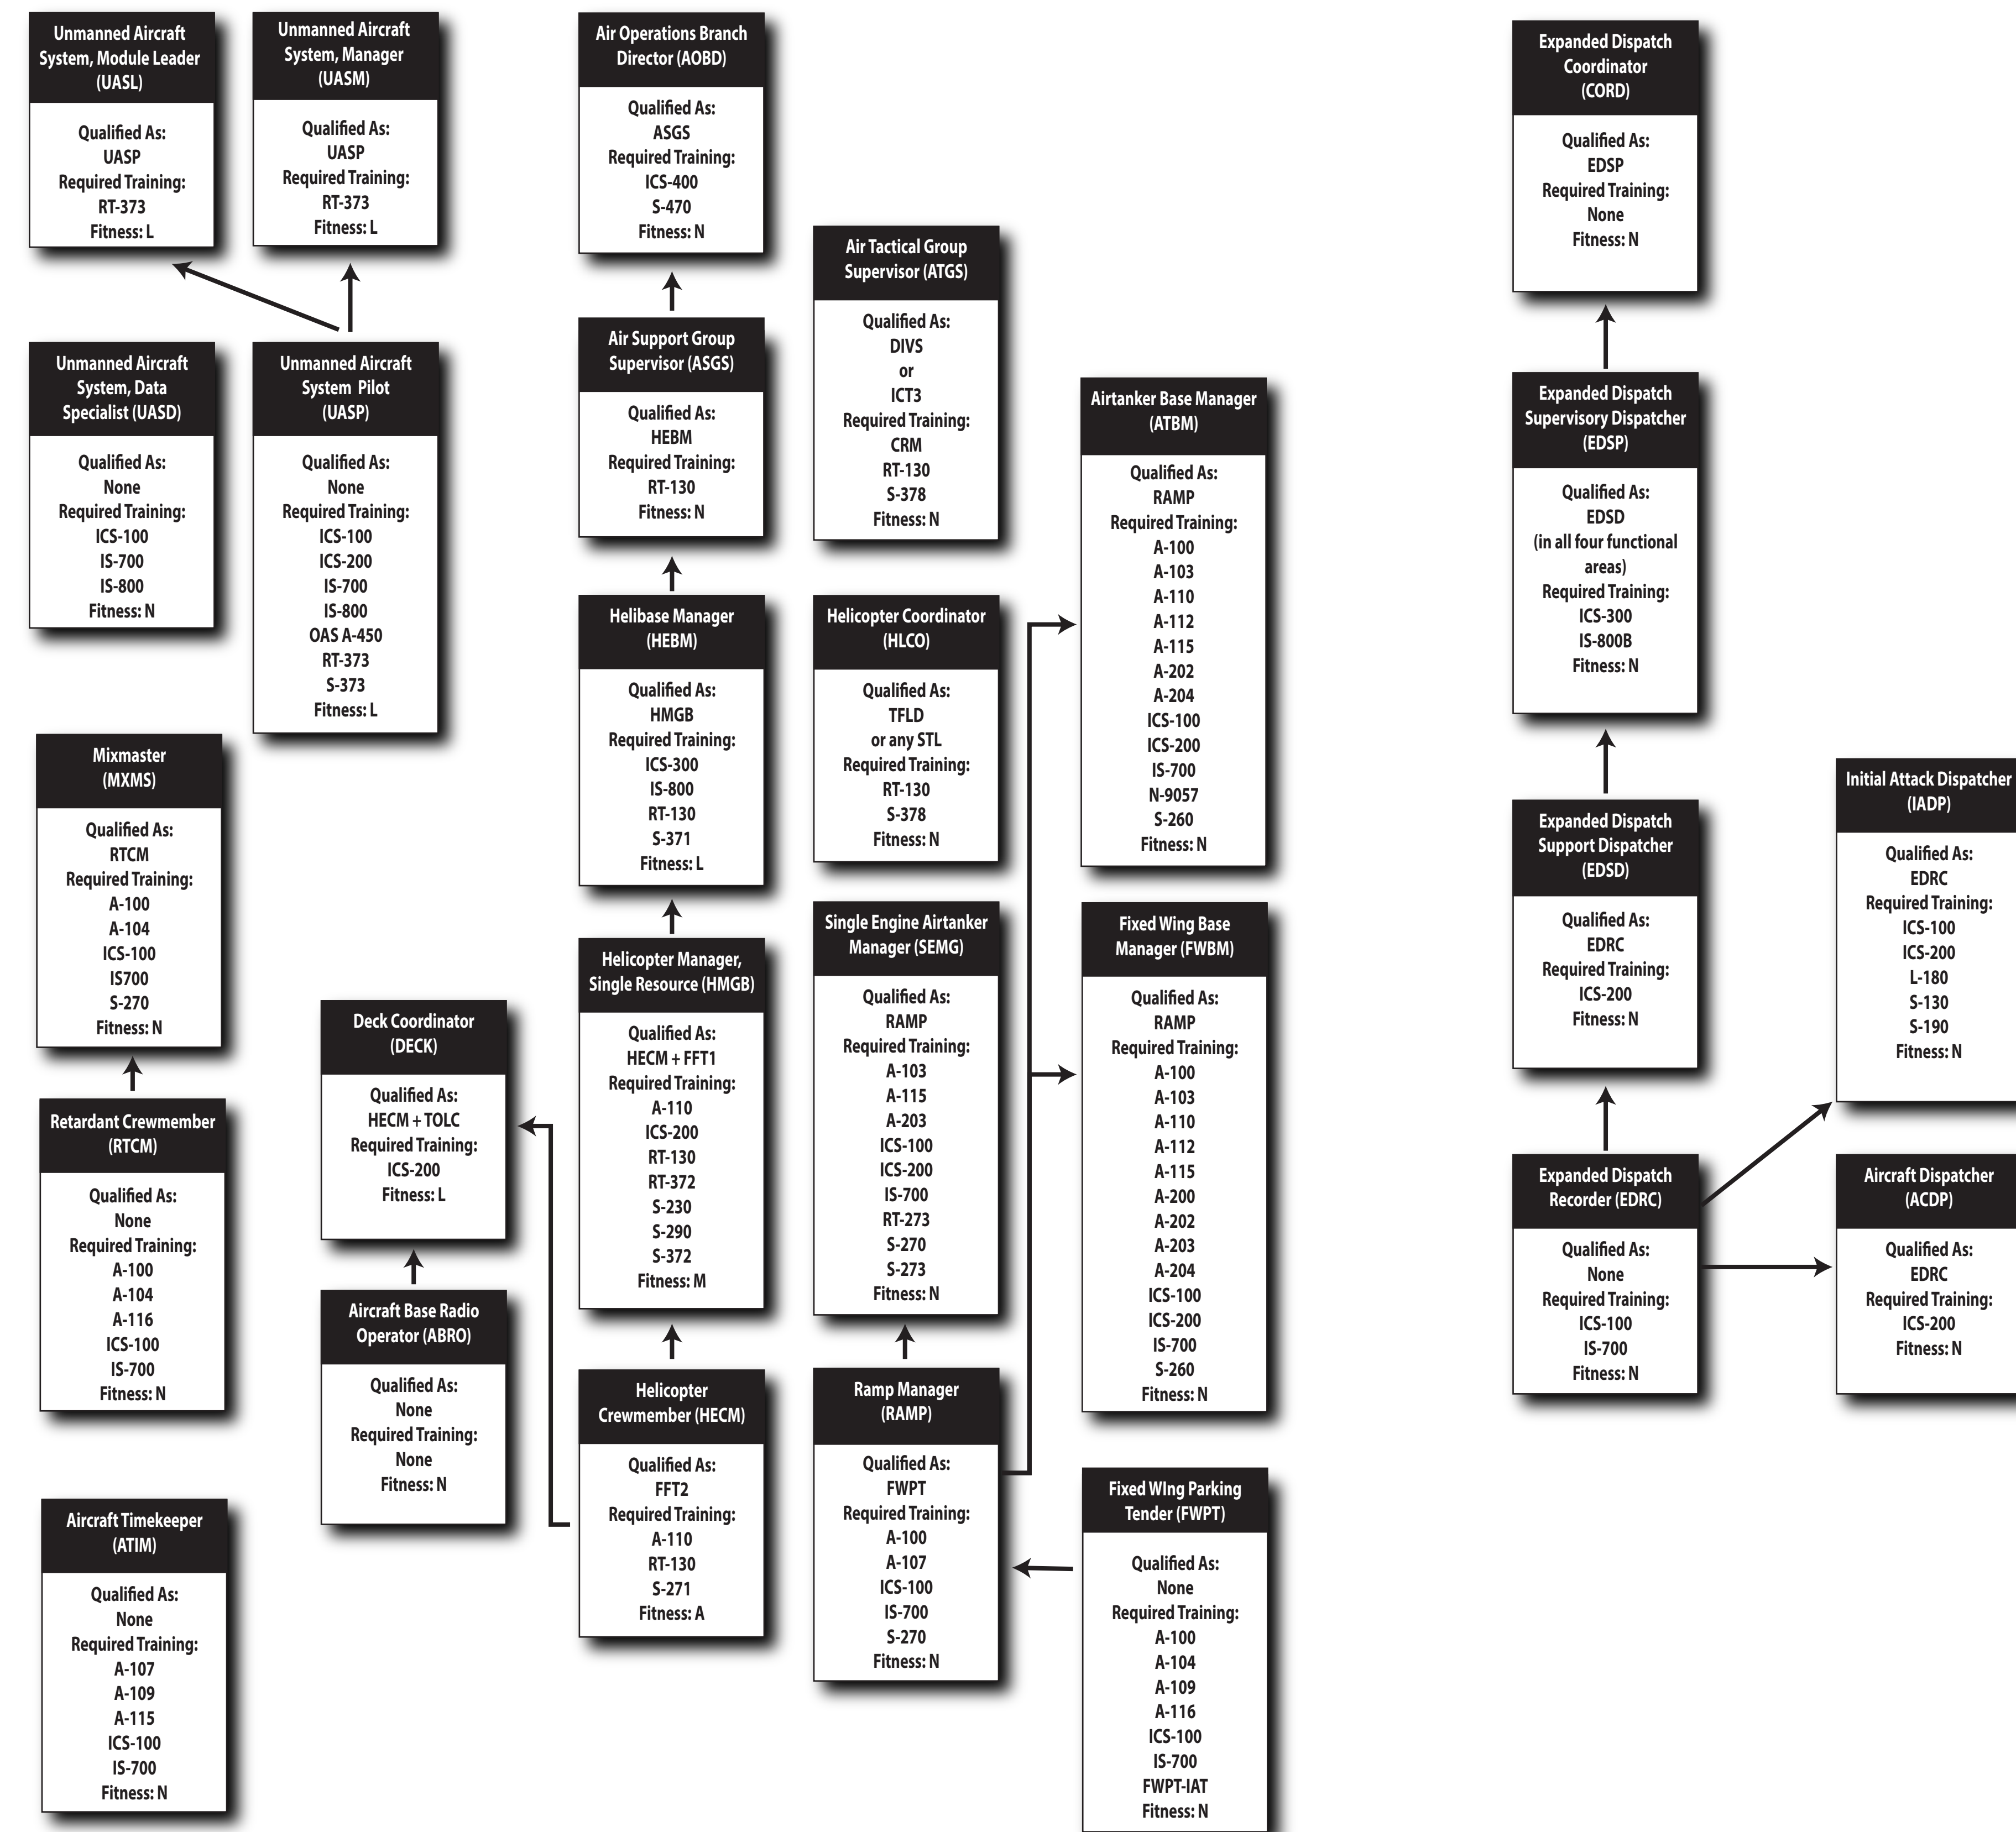 Unmanned Aircraft
System, Module Leader
(UASL)
Qualified As:
UASP
Required Training:
RT-373
Fitness: L
Unmanned Aircraft
System, Manager
(UASM)
Qualified As:
UASP
Required Training:
RT-373
Fitness: L
Unmanned Aircraft
System, Data
Specialist (UASD)
Qualified As:
None
Required Training:
ICS-100
IS-700
IS-800
Fitness: N
Unmanned Aircraft
System Pilot
(UASP)
Qualified As:
None
Required Training:
ICS-100
ICS-200
IS-700
IS-800
OAS A-450
RT-373
S-373
Fitness: L
Mixmaster
(MXMS)
Qualified As:
RTCM
Required Training:
A-100
A-104
ICS-100
IS700
S-270
Fitness: N
Retardant Crewmember
(RTCM)
Qualified As:
None
Required Training:
A-100
A-104
A-116
ICS-100
IS-700
Fitness: N
Aircraft Timekeeper
(ATIM)
Qualified As:
None
Required Training:
A-107
A-109
A-115
ICS-100
IS-700
Fitness: N
Deck Coordinator
(DECK)
Qualified As:
HECM + TOLC
Required Training:
ICS-200
Fitness: L
Aircraft Base Radio
Operator (ABRO)
Qualified As:
None
Required Training:
None
Fitness: N
Air Operations Branch
Director (AOBD)
Qualified As:
ASGS
Required Training:
ICS-400
S-470
Fitness: N
Air Support Group
Supervisor (ASGS)
Qualified As:
HEBM
Required Training:
RT-130
Fitness: N
Helibase Manager
(HEBM)
Qualified As:
HMGB
Required Training:
ICS-300
IS-800
RT-130
S-371
Fitness: L
Helicopter Manager,
Single Resource (HMGB)
Qualified As:
HECM + FFT1
Required Training:
A-110
ICS-200
RT-130
RT-372
S-230
S-290
S-372
Fitness: M
Helicopter
Crewmember (HECM)
Qualified As:
FFT2
Required Training:
A-110
RT-130
S-271
Fitness: A
Air Tactical Group
Supervisor (ATGS)
Qualified As:
DIVS
or
ICT3
Required Training:
CRM
RT-130
S-378
Fitness: N
Helicopter Coordinator
(HLCO)
Qualified As:
TFLD
or any STL
Required Training:
RT-130
S-378
Fitness: N
Single Engine Airtanker
Manager (SEMG)
Qualified As:
RAMP
Required Training:
A-103
A-115
A-203
ICS-100
ICS-200
IS-700
RT-273
S-270
S-273
Fitness: N
Ramp Manager
(RAMP)
Qualified As:
FWPT
Required Training:
A-100
A-107
ICS-100
IS-700
S-270
Fitness: N
Airtanker Base Manager
(ATBM)
Qualified As:
RAMP
Required Training:
A-100
A-103
A-110
A-112
A-115
A-202
A-204
ICS-100
ICS-200
IS-700
N-9057
S-260
Fitness: N
Fixed Wing Base
Manager (FWBM)
Qualified As:
RAMP
Required Training:
A-100
A-103
A-110
A-112
A-115
A-200
A-202
A-203
A-204
ICS-100
ICS-200
IS-700
S-260
Fitness: N
Fixed WIng Parking
Tender (FWPT)
Qualified As:
None
Required Training:
A-100
A-104
A-109
A-116
ICS-100
IS-700
FWPT-IAT
Fitness: N
Expanded Dispatch
Coordinator
(CORD)
Qualified As:
EDSP
Required Training:
None
Fitness: N
Expanded Dispatch
Supervisory Dispatcher
(EDSP)
Qualified As:
EDSD
(in all four functional
areas)
Required Training:
ICS-300
IS-800B
Fitness: N
Expanded Dispatch
Support Dispatcher
(EDSD)
Qualified As:
EDRC
Required Training:
ICS-200
Fitness: N
Expanded Dispatch
Recorder (EDRC)
Qualified As:
None
Required Training:
ICS-100
IS-700
Fitness: N
Initial Attack Dispatcher
(IADP)
Qualified As:
EDRC
Required Training:
ICS-100
ICS-200
L-180
S-130
S-190
Fitness: N
Aircraft Dispatcher
(ACDP)
Qualified As:
EDRC
Required Training:
ICS-200
Fitness: N